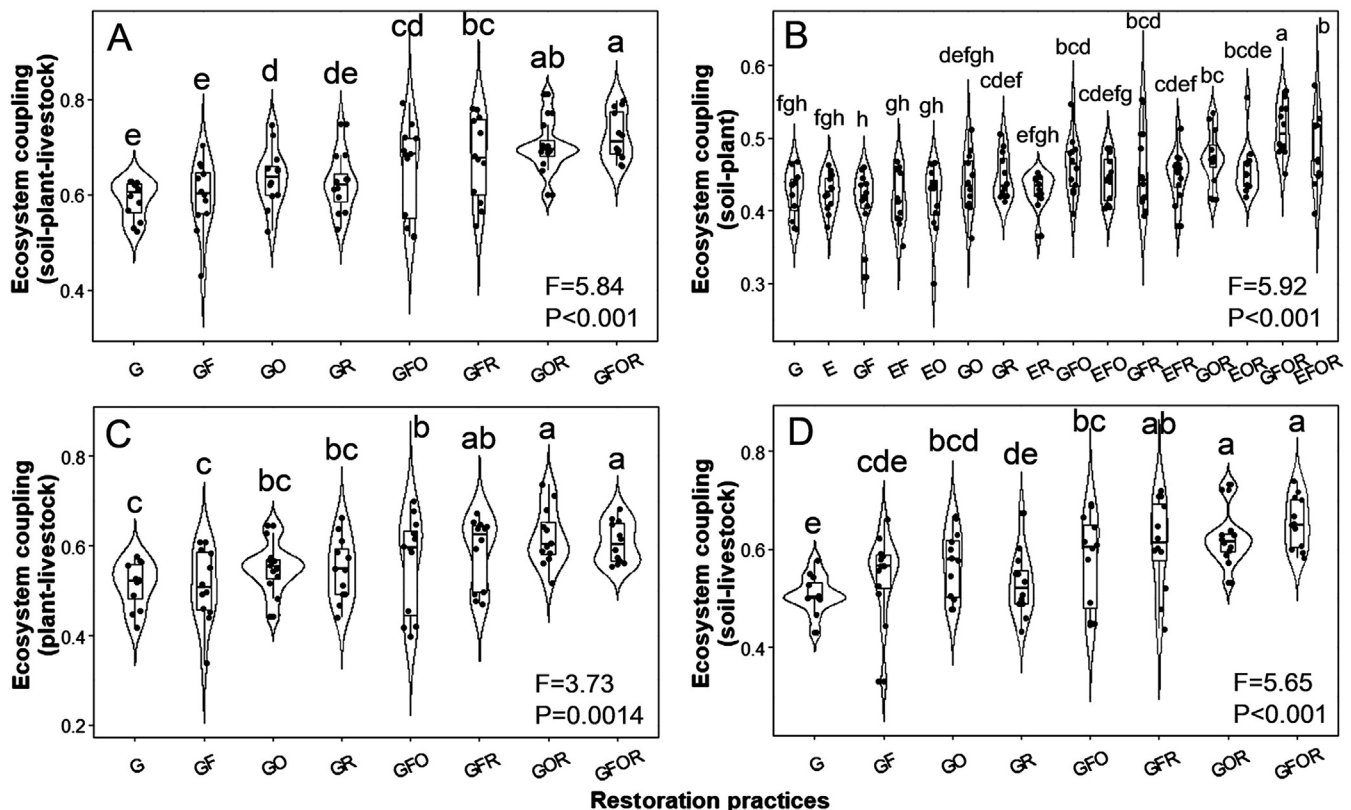 A
Ecosystem coupling
(soil-plant-livestock)
0.8
0.6
0.4
e
e
d
de
cd
bc
ab
a
F=5.84
P<0.001
G
GF
GO
GR
GFO
GFR
GOR
GFOR
B
Ecosystem coupling
(soil-plant)
0.6
0.5
0.4
0.3
fgh
fgh
h
gh
gh
defgh
cdef
efgh
bcd
cdefg
bcd
cdef
bc
bcde
a
b
F=5.92
P<0.001
G
E
GF
EF
EO
GO
GR
ER
GFO
EFO
GFR
EFR
GOR
EOR
GFOR
EFOR
C
Ecosystem coupling
(plant-livestock)
0.8
0.6
0.4
0.2
c
c
bc
bc
b
ab
a
a
F=3.73
P=0.0014
G
GF
GO
GR
GFO
GFR
GOR
GFOR
D
Ecosystem coupling
(soil-livestock)
0.8
0.6
0.4
e
cde
bcd
de
bc
ab
a
a
F=5.65
P<0.001
G
GF
GO
GR
GFO
GFR
GOR
GFOR
Restoration practices